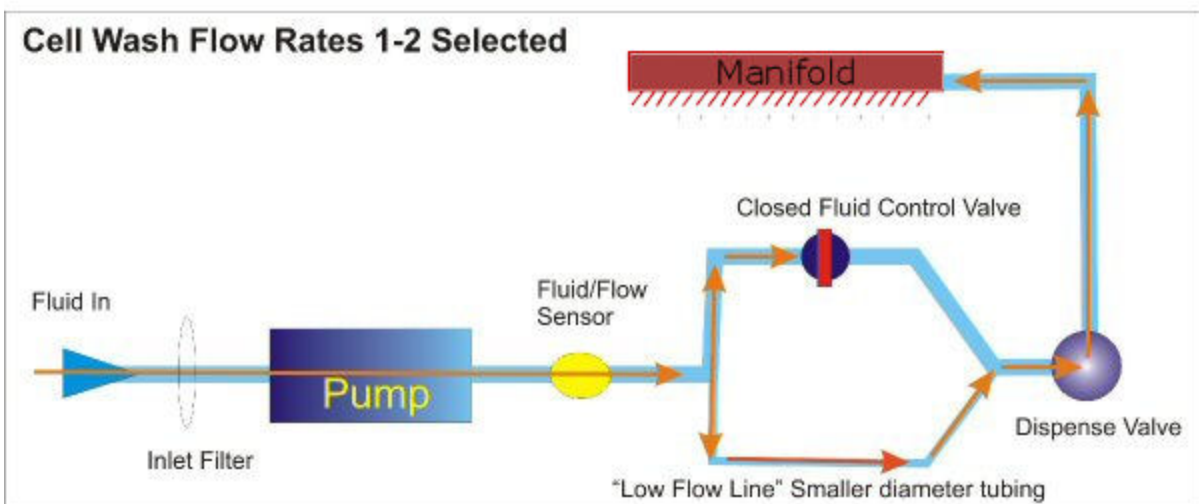 Cell Wash Flow Rates 1-2 Selected
Manifold
Closed Fluid Control Valve
Fluid In
Fluid/Flow
Sensor
Pump
Inlet Filter
Dispense Valve
“Low Flow Line” Smaller diameter tubing